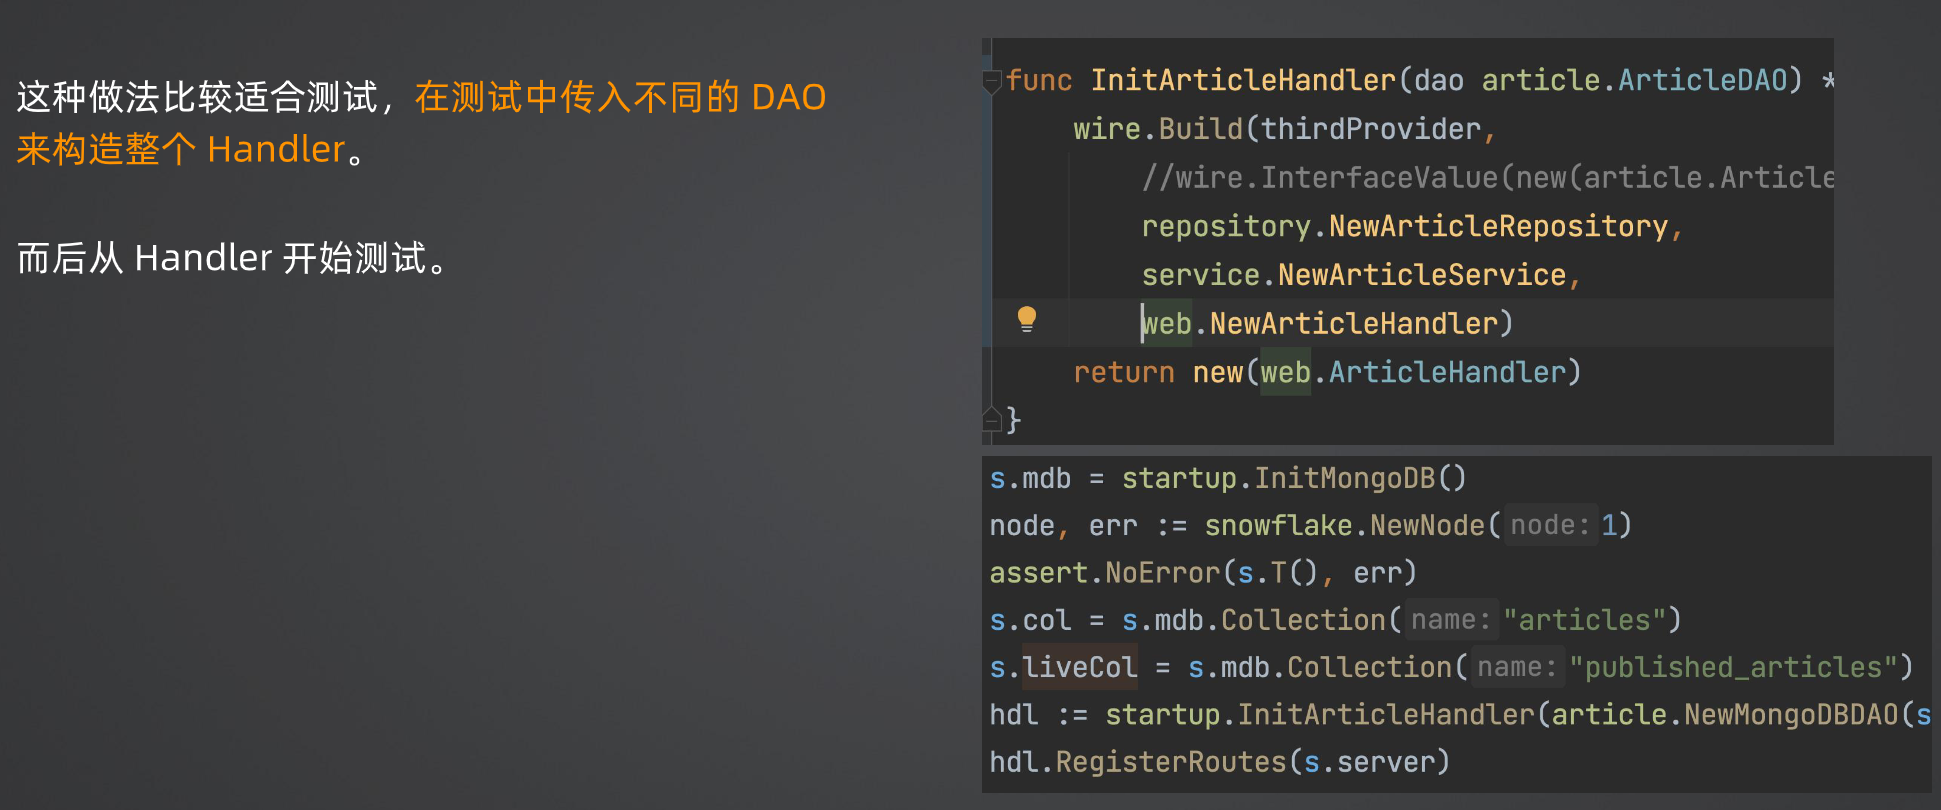 这种做法比较适合测试，在测试中传入不同的 DAO
来构造整个 Handler。
而后从 Handler 开始测试。
func InitArticleHandler(dao article.ArticleDAO) *
wire.Build(thirdProvider,
//wire.InterfaceValue(new(article.Article
repository.NewArticleRepository,
service.NewArticleService,
web.NewArticleHandler)
return new(web.ArticleHandler)
}
s.mdb = startup.InitMongoDB()
node, err := snowflake.NewNode( node: 1)
assert.NoError(s.T(), err)
s.col = s.mdb.Collection( name: "articles")
s.liveCol = s.mdb.Collection( name: "published_articles")
hdl := startup.InitArticleHandler(article.NewMongoDBDAO(s
hdl.RegisterRoutes(s.server)